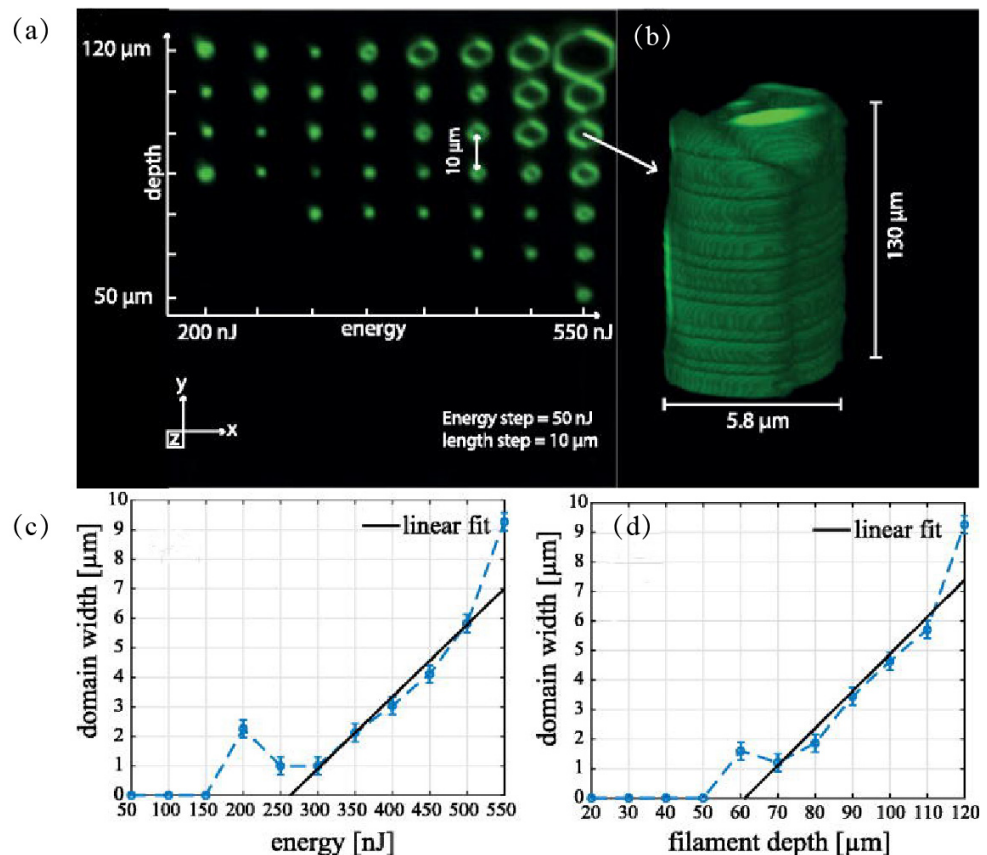 (a)
120 µm
depth
50 µm
10 µm
200 nJ
energy
550 nJ
y
z
x
Energy step = 50 nJ
length step = 10 µm
(b)
130 µm
5.8 µm
(c)
linear fit
domain width [µm]
10
9
8
7
6
5
4
3
2
1
0
50 100 150 200 250 300 350 400 450 500 550
energy [nJ]
(d)
linear fit
domain width [µm]
10
9
8
7
6
5
4
3
2
1
0
20 30 40 50 60 70 80 90 100 110 120
filament depth [µm]